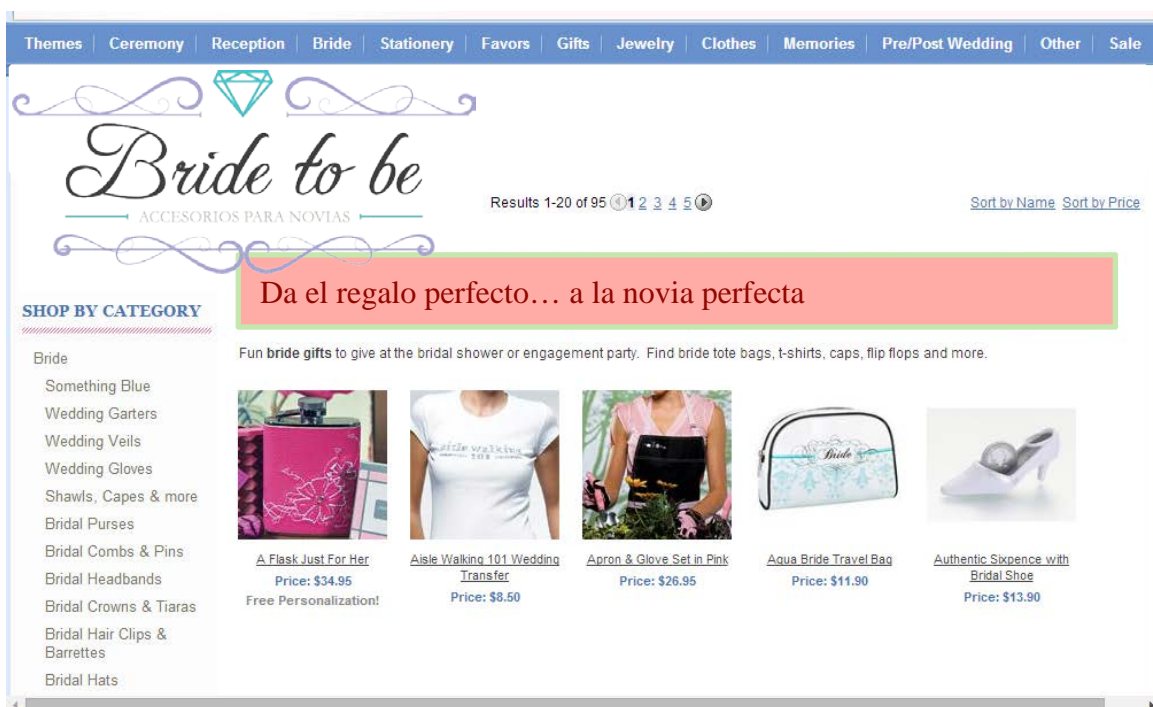 Themes Ceremony Reception Bride Stationery Favors Gifts Jewelry Clothes Memories Pre/Post Wedding Other Sale
Bride to be
ACCESORIOS PARA NOVIAS
Results 1-20 of 95 1 2 3 4 5
Sort by Name Sort by Price
Da el regalo perfecto... a la novia perfecta
SHOP BY CATEGORY
Bride
Something Blue
Wedding Garters
Wedding Veils
Wedding Gloves
Shawls, Capes & more
Bridal Purses
Bridal Combs & Pins
Bridal Headbands
Bridal Crowns & Tiaras
Bridal Hair Clips &
Barrettes
Bridal Hats
Fun bride gifts to give at the bridal shower or engagement party. Find bride tote bags, t-shirts, caps, flip flops and more.
aisle walking
101
Bride
A Flask Just For Her
Price: $34.95
Free Personalization!
Aisle Walking 101 Wedding
Transfer
Price: $8.50
Apron & Glove Set in Pink
Price: $26.95
Aqua Bride Travel Bag
Price: $11.90
Authentic Sixpence with
Bridal Shoe
Price: $13.90